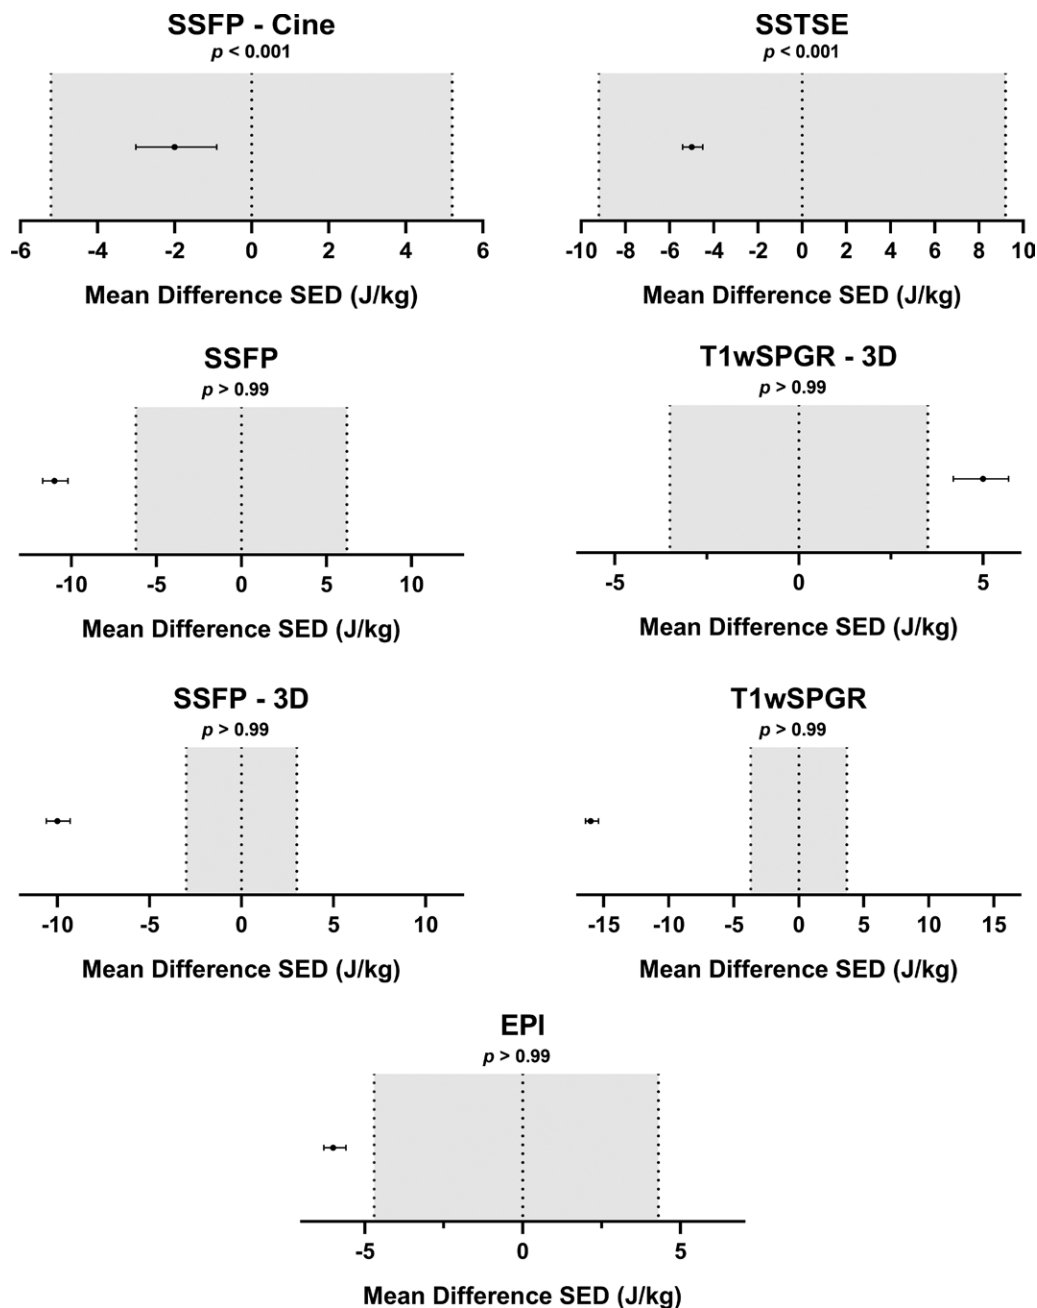 SSFP - Cine
p < 0.001
-6 -4 -2 0 2 4 6
Mean Difference SED (J/kg)
SSTSE
p < 0.001
-10 -8 -6 -4 -2 0 2 4 6 8 10
Mean Difference SED (J/kg)
SSFP
p > 0.99
-10 -5 0 5 10
Mean Difference SED (J/kg)
T1wSPGR - 3D
p > 0.99
-5 0 5
Mean Difference SED (J/kg)
SSFP - 3D
p > 0.99
-10 -5 0 5 10
Mean Difference SED (J/kg)
T1wSPGR
p > 0.99
-15 -10 -5 0 5 10 15
Mean Difference SED (J/kg)
EPI
p > 0.99
-5 0 5
Mean Difference SED (J/kg)